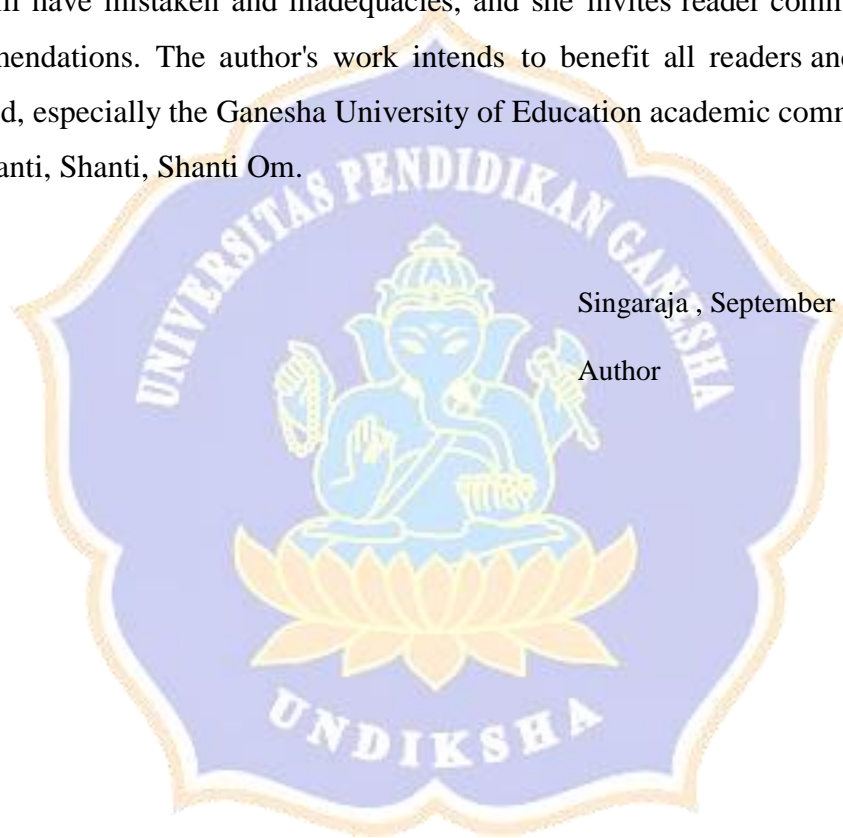 have mistaken and inadequacies, and she invites reader
mendations. The author's work intends to benefit all readers and
d, especially the Ganesha University of Education academic
anti, Shanti, Shanti Om.
UNIVERSITAS PENDIDIKAN GANESHA
Singaraja , September
Author
UNDIKSHA